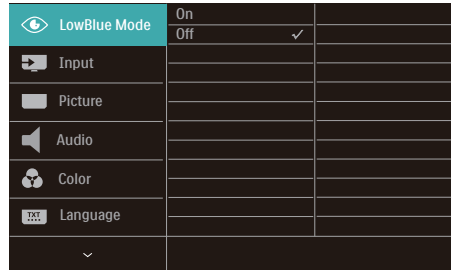 LowBlue Mode
On
Off
Input
Picture
Audio
Color
TXT
Language